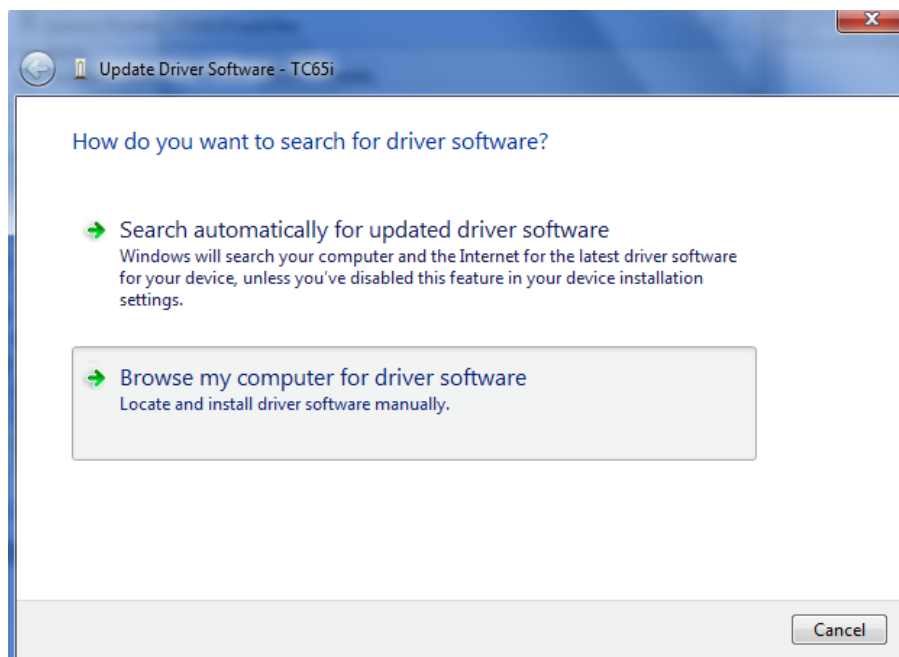 Update Driver Software - TC65i
How do you want to search for driver software?
Search automatically for updated driver software
Windows will search your computer and the Internet for the latest driver software
for your device, unless you've disabled this feature in your device installation
settings.
Browse my computer for driver software
Locate and install driver software manually.
Cancel